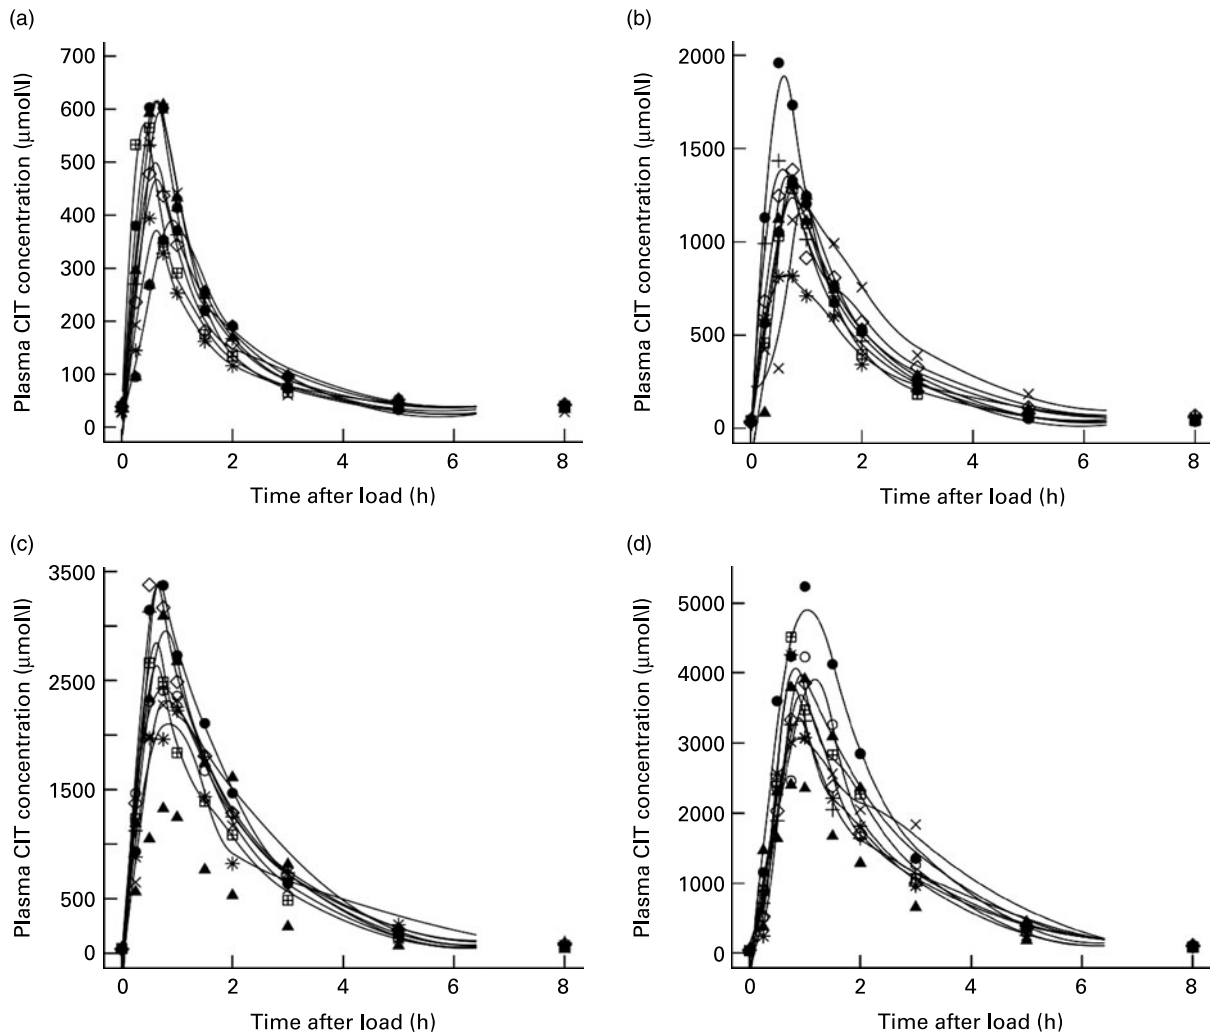 (a)
700
600
500
400
300
200
100
0
Plasma CIT concentration (μmol\l)
0 2 4 6 8
Time after load (h)
(b)
2000
1500
1000
500
0
Plasma CIT concentration (μmol\l)
0 2 4 6 8
Time after load (h)
(c)
3500
2500
1500
500
0
Plasma CIT concentration (μmol\l)
0 2 4 6 8
Time after load (h)
(d)
5000
4000
3000
2000
1000
0
Plasma CIT concentration (μmol\l)
0 2 4 6 8
Time after load (h)